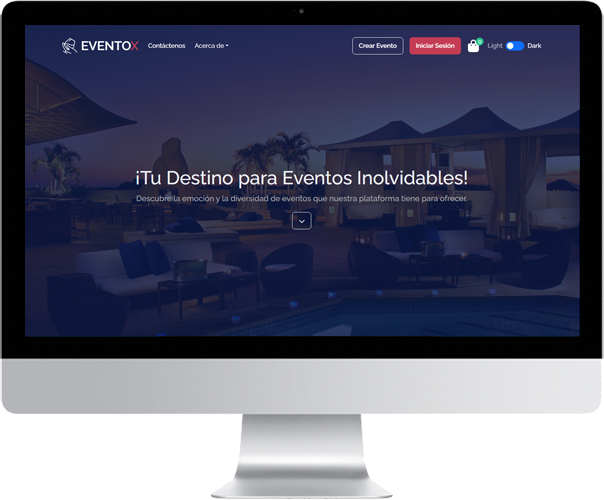 EVENTOX
Contáctenos
Acerca de
Crear Evento
Iniciar Sesión
0
Light
Dark
¡Tu Destino para Eventos Inolvidables!
Descubre la emoción y la diversidad de eventos que nuestra plataforma tiene para ofrecer.